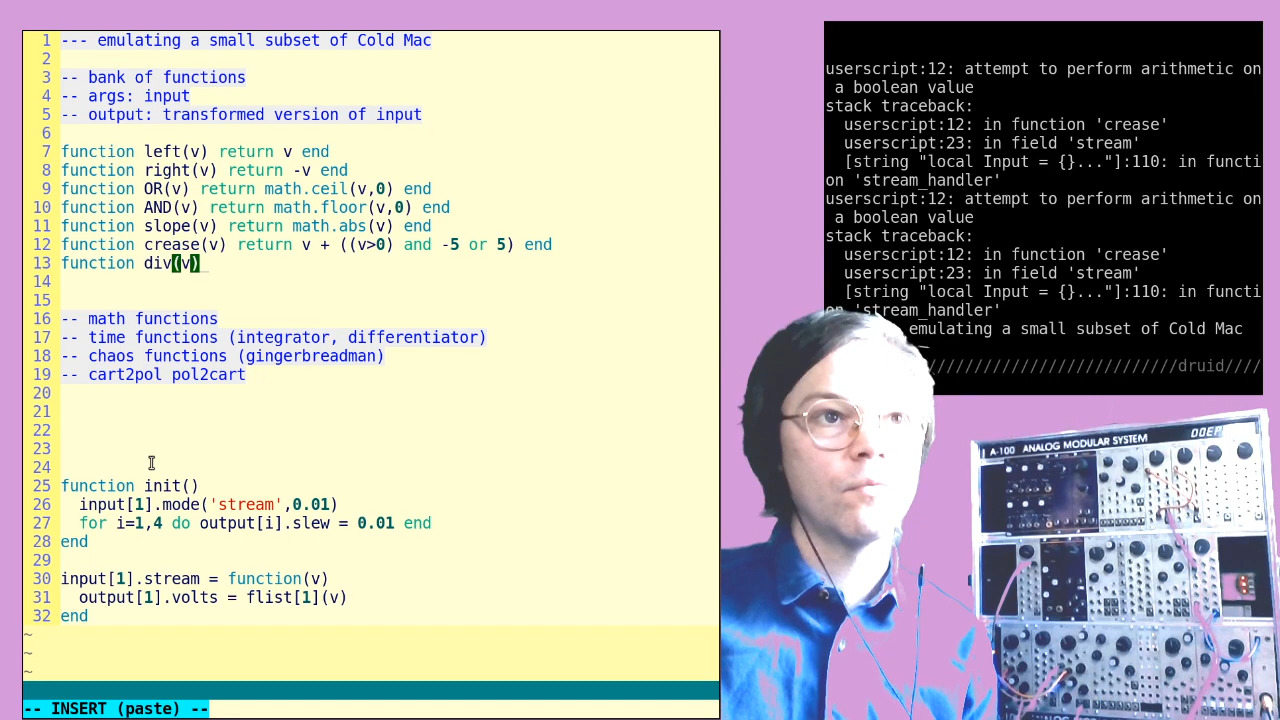 1 --- emulating a small subset of Cold Mac
2
3 -- bank of functions
4 -- args: input
5 -- output: transformed version of input
6
7 function left(v) return v end
8 function right(v) return -v end
9 function OR(v) return math.ceil(v,0) end
10 function AND(v) return math.floor(v,0) end
11 function slope(v) return math.abs(v) end
12 function crease(v) return v + ((v>0) and -5 or 5) end
13 function div(v)
14
15
16 -- math functions
17 -- time functions (integrator, differentiator)
18 -- chaos functions (gingerbreadman)
19 -- cart2pol pol2cart
20
21
22
23
24
25 function init()
26   input[1].mode('stream',0.01)
27   for i=1,4 do output[i].slew = 0.01 end
28 end
29
30 input[1].stream = function(v)
31   output[1].volts = flist[1](v)
32 end
~
~
~
-- INSERT (paste) --
userscript:12: attempt to perform arithmetic on
 a boolean value
stack traceback:
  userscript:12: in function 'crease'
  userscript:23: in field 'stream'
  [string "local Input = {}..."]:110: in functi
on 'stream_handler'
userscript:12: attempt to perform arithmetic on
 a boolean value
stack traceback:
  userscript:12: in function 'crease'
  userscript:23: in field 'stream'
  [string "local Input = {}..."]:110: in functi
on 'stream_handler'
emulating a small subset of Cold Mac
///////////////////////////druid////
A-100 ANALOG MODULAR SYSTEM DOEP